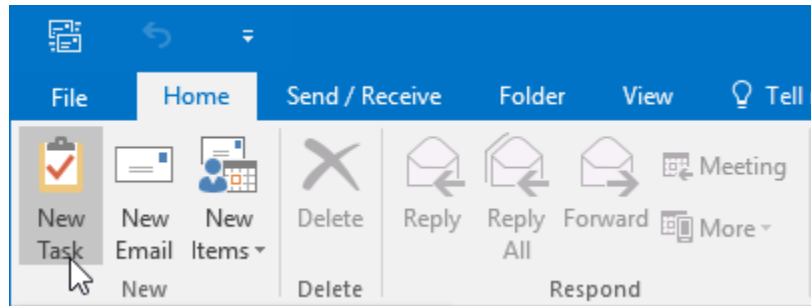 File Home Send / Receive Folder View Tell
New Task
New Email
New Items
Delete
Reply
Reply All
Forward
Meeting
More
New Delete Respond